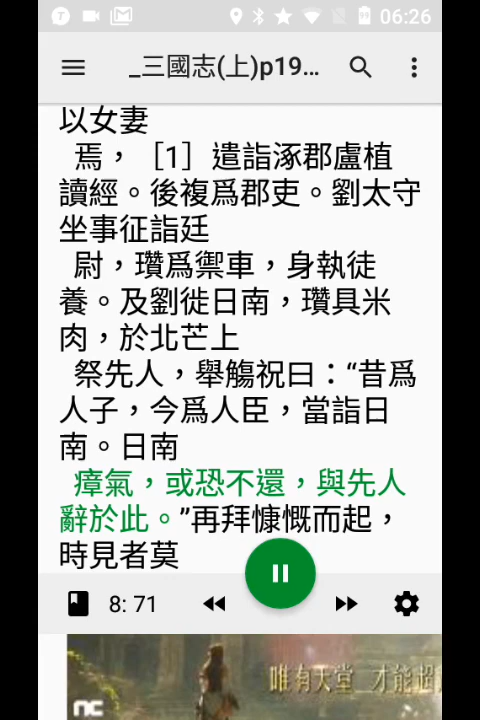 06:26
_三國志(上)p19...
以女妻
焉，［1］遣詣涿郡盧植
讀經。後複爲郡吏。劉太守
坐事征詣廷
尉，瓚爲禦車，身執徒
養。及劉徙日南，瓚具米
肉，於北芒上
祭先人，舉觴祝曰：“昔爲
人子，今爲人臣，當詣日
南。日南
瘴氣，或恐不還，與先人
辭於此。”再拜慷慨而起，
時見者莫
8: 71
唯有天堂 才能超
nc